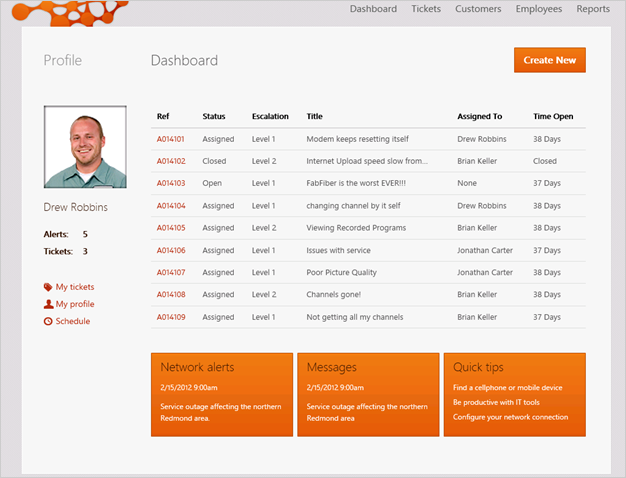 Dashboard Tickets Customers Employees Reports
Profile
Dashboard
Create New
Drew Robbins
Alerts: 5
Tickets: 3
My tickets
My profile
Schedule
Ref Status Escalation Title Assigned To Time Open
A014101 Assigned Level 1 Modem keeps resetting itself Drew Robbins 38 Days
A014102 Closed Level 2 Internet Upload speed slow from... Brian Keller Closed
A014103 Open Level 1 FabFiber is the worst EVER!!! None 37 Days
A014104 Assigned Level 1 changing channel by it self Drew Robbins 38 Days
A014105 Assigned Level 2 Viewing Recorded Programs Brian Keller 38 Days
A014106 Assigned Level 1 Issues with service Jonathan Carter 37 Days
A014107 Assigned Level 1 Poor Picture Quality Jonathan Carter 38 Days
A014108 Assigned Level 2 Channels gone! Brian Keller 38 Days
A014109 Assigned Level 1 Not getting all my channels Brian Keller 37 Days
Network alerts
2/15/2012 9:00am
Service outage affecting the northern
Redmond area.
Messages
2/15/2012 9:00am
Service outage affecting the northern
Redmond area
Quick tips
Find a cellphone or mobile device
Be productive with IT tools
Configure your network connection